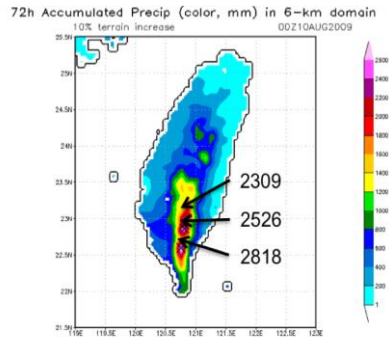 72h Accumulated Precip (color, mm) in 6-km domain
10% terrain increase 00Z10AUG2009
25.5N
25N
24.5N
24N
23.5N
23N
22.5N
22N
21.5N
119E 119.5E 120E 120.5E 121E 121.5E 122E 122.5E 123E
2309
2526
2818
2800
2600
2200
2000
1800
1600
1400
1200
1000
800
600
400
200
1